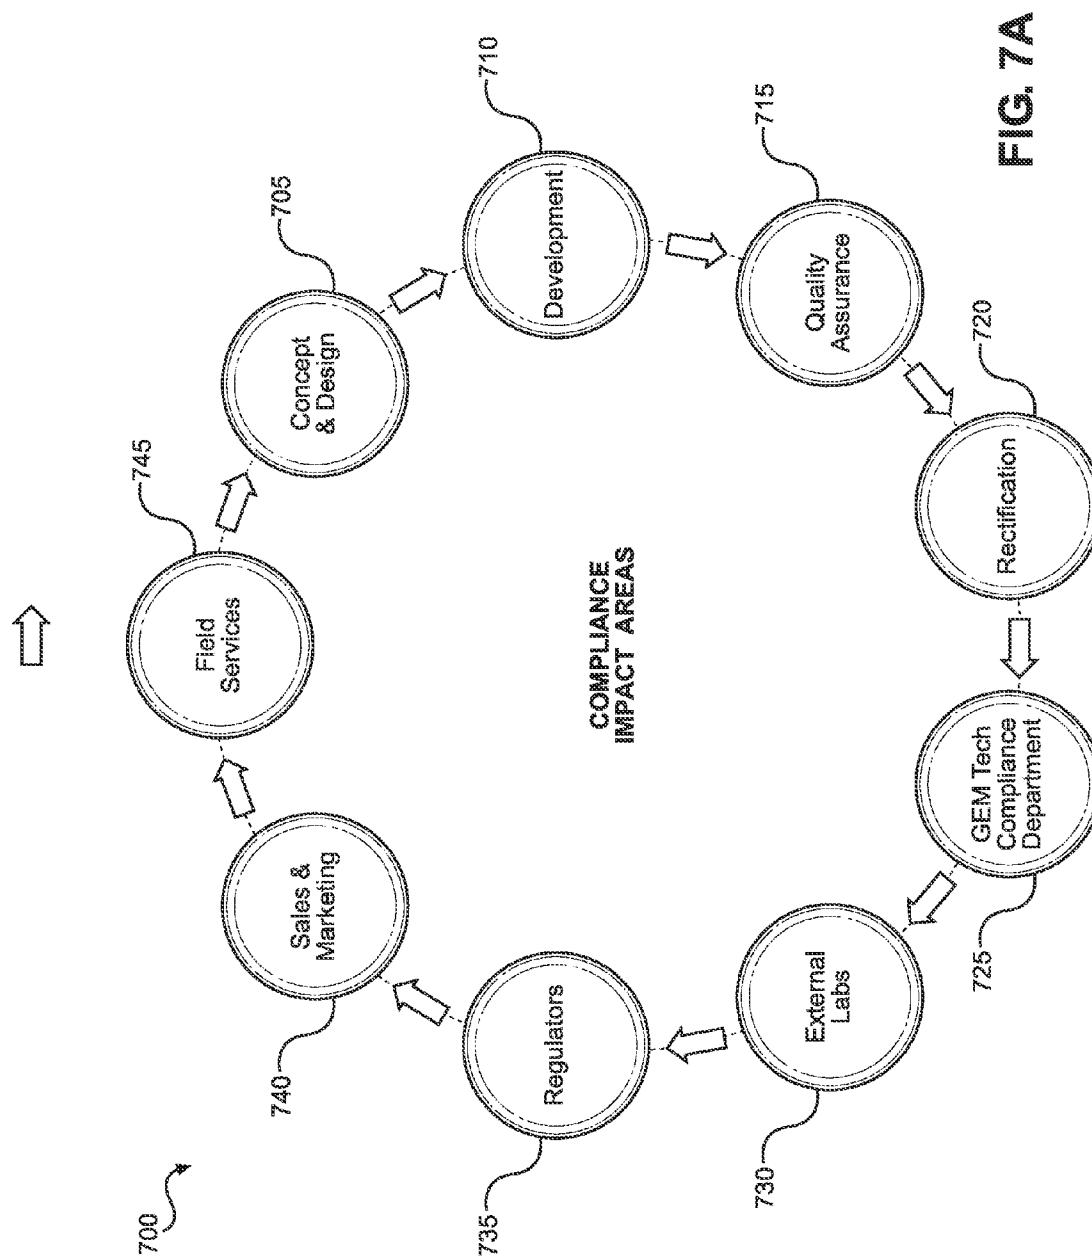 700
745
Field
Services
740
705
Sales &
Marketing
Concept
& Design
735
710
Regulators
Development
COMPLIANCE
IMPACT AREAS
730
715
External
Labs
Quality
Assurance
725
720
GEM Tech
Compliance
Department
Rectification
FIG. 7A